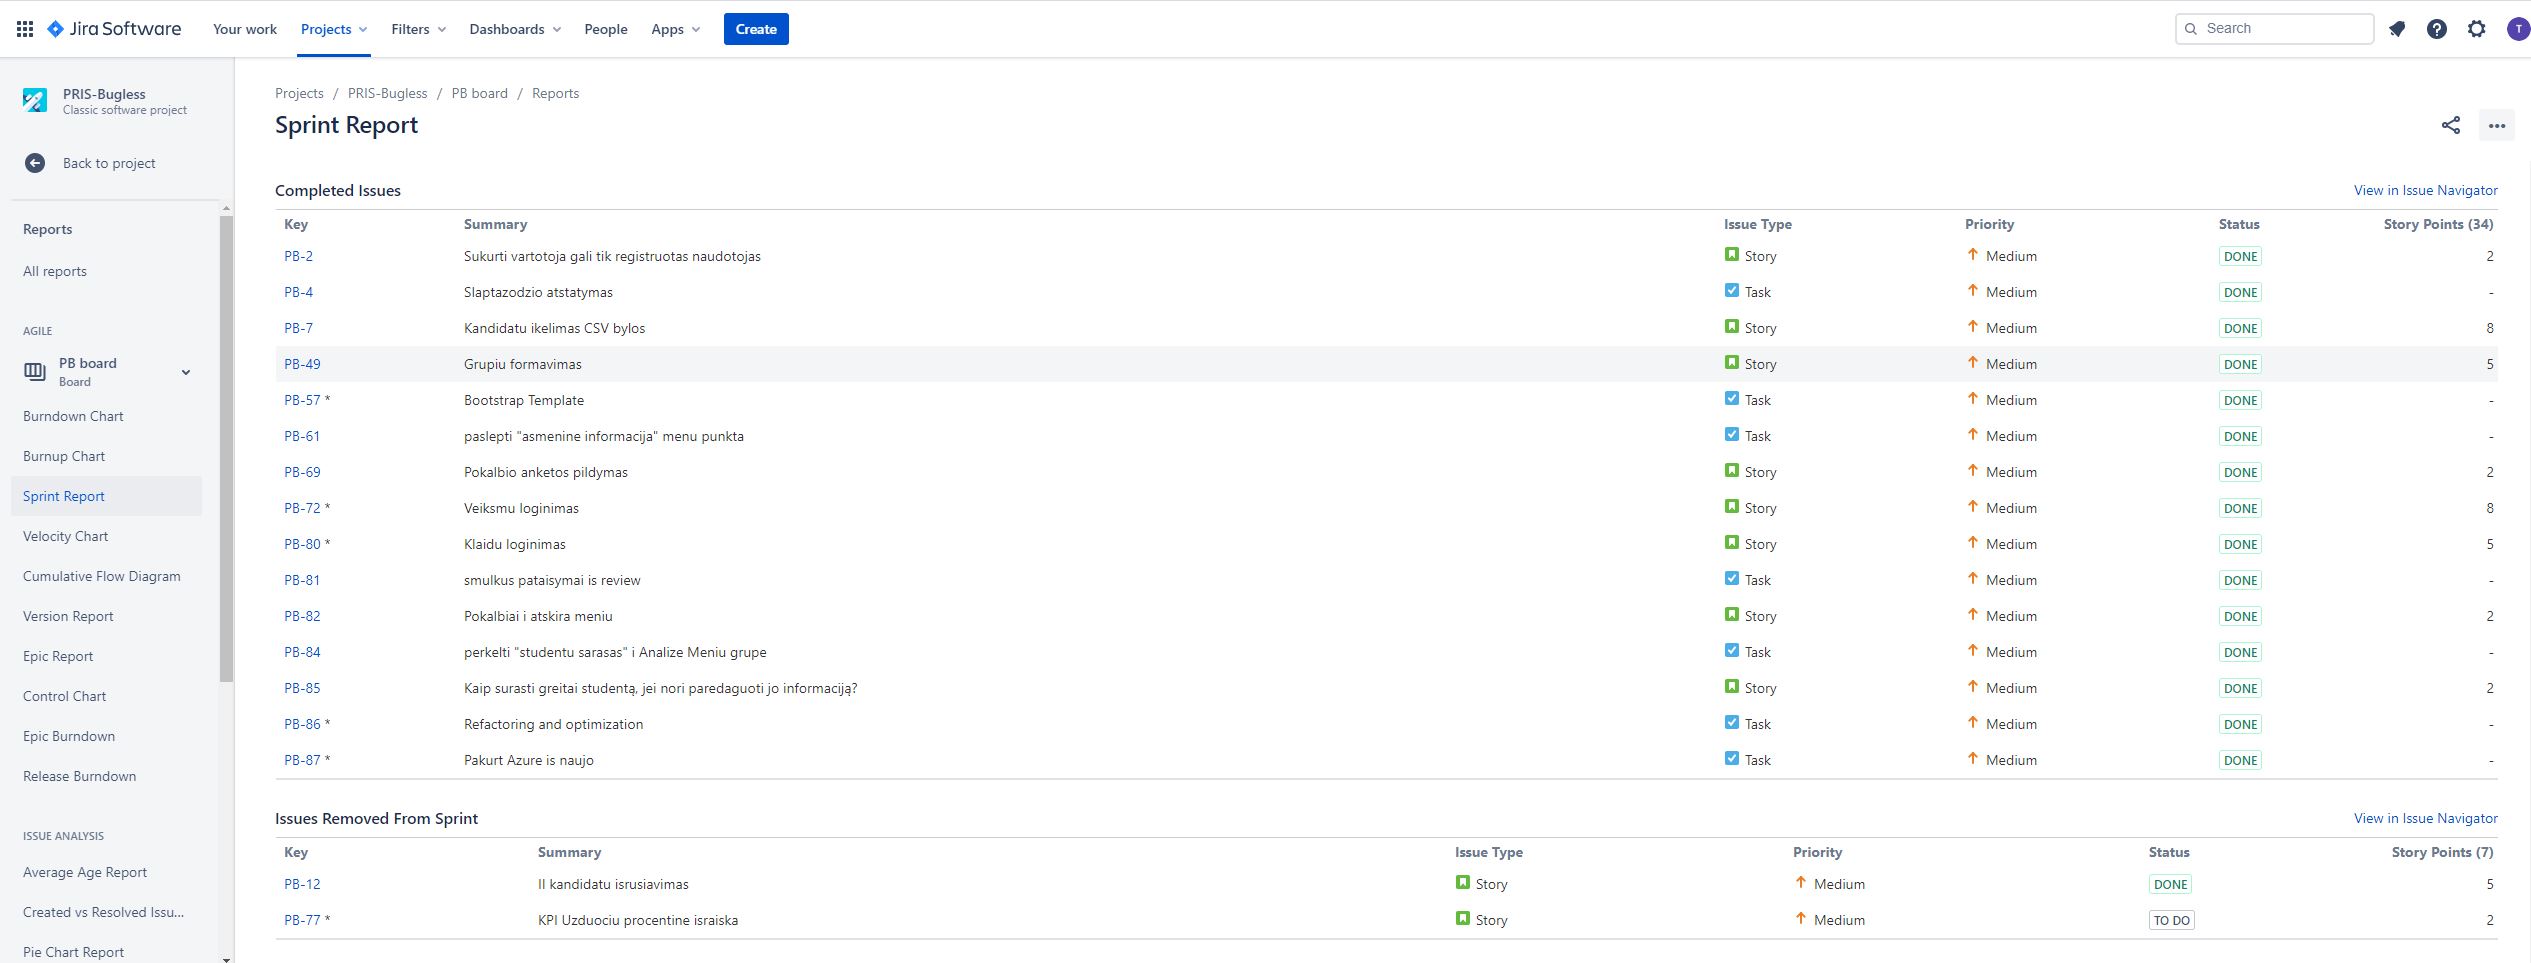 Jira Software Your work Projects Filters Dashboards People Apps Create Search T
PRIS-Bugless
Classic software project
Back to project
Reports
All reports
AGILE
PB board
Board
Burndown Chart
Burnup Chart
Sprint Report
Velocity Chart
Cumulative Flow Diagram
Version Report
Epic Report
Control Chart
Epic Burndown
Release Burndown
ISSUE ANALYSIS
Average Age Report
Created vs Resolved Issu...
Pie Chart Report
Projects / PRIS-Bugless / PB board / Reports
Sprint Report
Completed Issues View in Issue Navigator
Key Summary Issue Type Priority Status Story Points (34)
PB-2 Sukurti vartotoja gali tik registruotas naudotojas Story Medium DONE 2
PB-4 Slaptazodzio atstatymas Task Medium DONE -
PB-7 Kandidatu ikelimas CSV bylos Story Medium DONE 8
PB-49 Grupiu formavimas Story Medium DONE 5
PB-57 * Bootstrap Template Task Medium DONE -
PB-61 paslepti "asmenine informacija" menu punkta Task Medium DONE -
PB-69 Pokalbio anketos pildymas Story Medium DONE 2
PB-72 * Veiksmu loginimas Story Medium DONE 8
PB-80 * Klaidu loginimas Story Medium DONE 5
PB-81 smulkus pataisymai is review Task Medium DONE -
PB-82 Pokalbiai i atskira meniu Story Medium DONE 2
PB-84 perkelti "studentu sarasas" i Analize Meniu grupe Task Medium DONE -
PB-85 Kaip surasti greitai studentą, jei nori paredaguoti jo informaciją? Story Medium DONE 2
PB-86 * Refactoring and optimization Task Medium DONE -
PB-87 * Pakurt Azure is naujo Task Medium DONE -
Issues Removed From Sprint View in Issue Navigator
Key Summary Issue Type Priority Status Story Points (7)
PB-12 II kandidatu isrusiavimas Story Medium DONE 5
PB-77 * KPI Uzduociu procentine israiska Story Medium TO DO 2